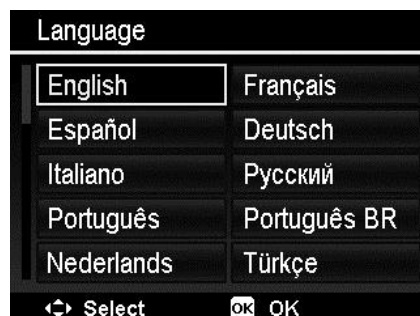 Language
English Français
Español Deutsch
Italiano Русский
Português Português BR
Nederlands Türkçe
Select OK OK